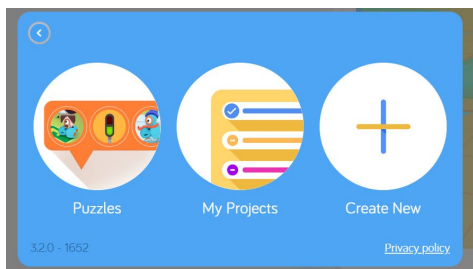 Puzzles
My Projects
Create New
3.2.0 - 1652
Privacy policy